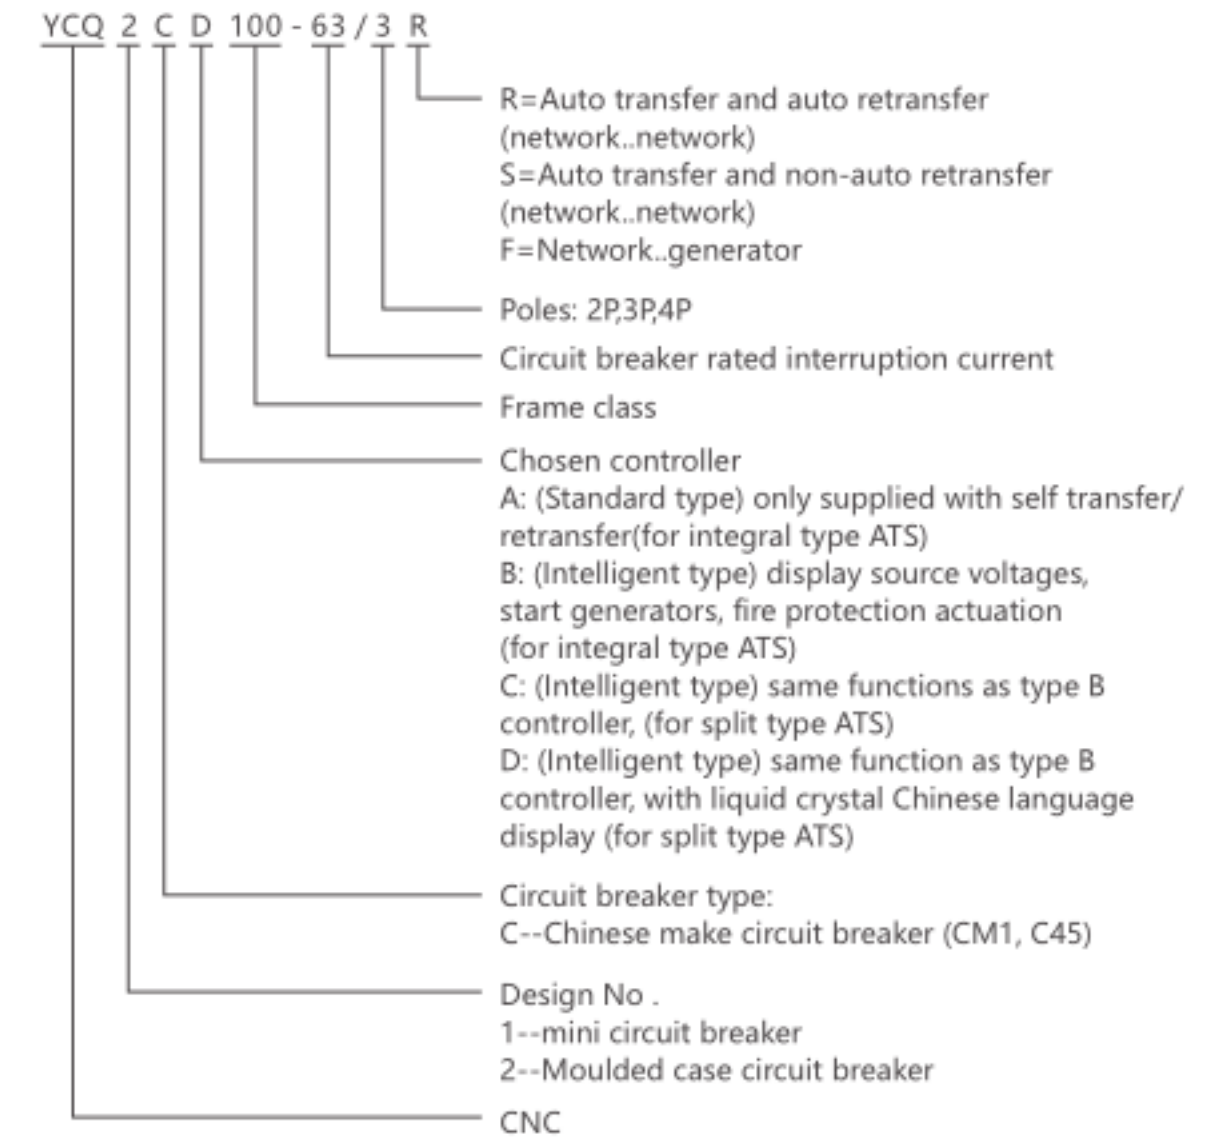 YCQ 2 C D 100 - 63 / 3 R
R=Auto transfer and auto retransfer
(network..network)
S=Auto transfer and non-auto retransfer
(network..network)
F=Network..generator
Poles: 2P,3P,4P
Circuit breaker rated interruption current
Frame class
Chosen controller
A: (Standard type) only supplied with self transfer/
retransfer(for integral type ATS)
B: (Intelligent type) display source voltages,
start generators, fire protection actuation
(for integral type ATS)
C: (Intelligent type) same functions as type B
controller, (for split type ATS)
D: (Intelligent type) same function as type B
controller, with liquid crystal Chinese language
display (for split type ATS)
Circuit breaker type:
C--Chinese make circuit breaker (CM1, C45)
Design No .
1--mini circuit breaker
2--Moulded case circuit breaker
CNC